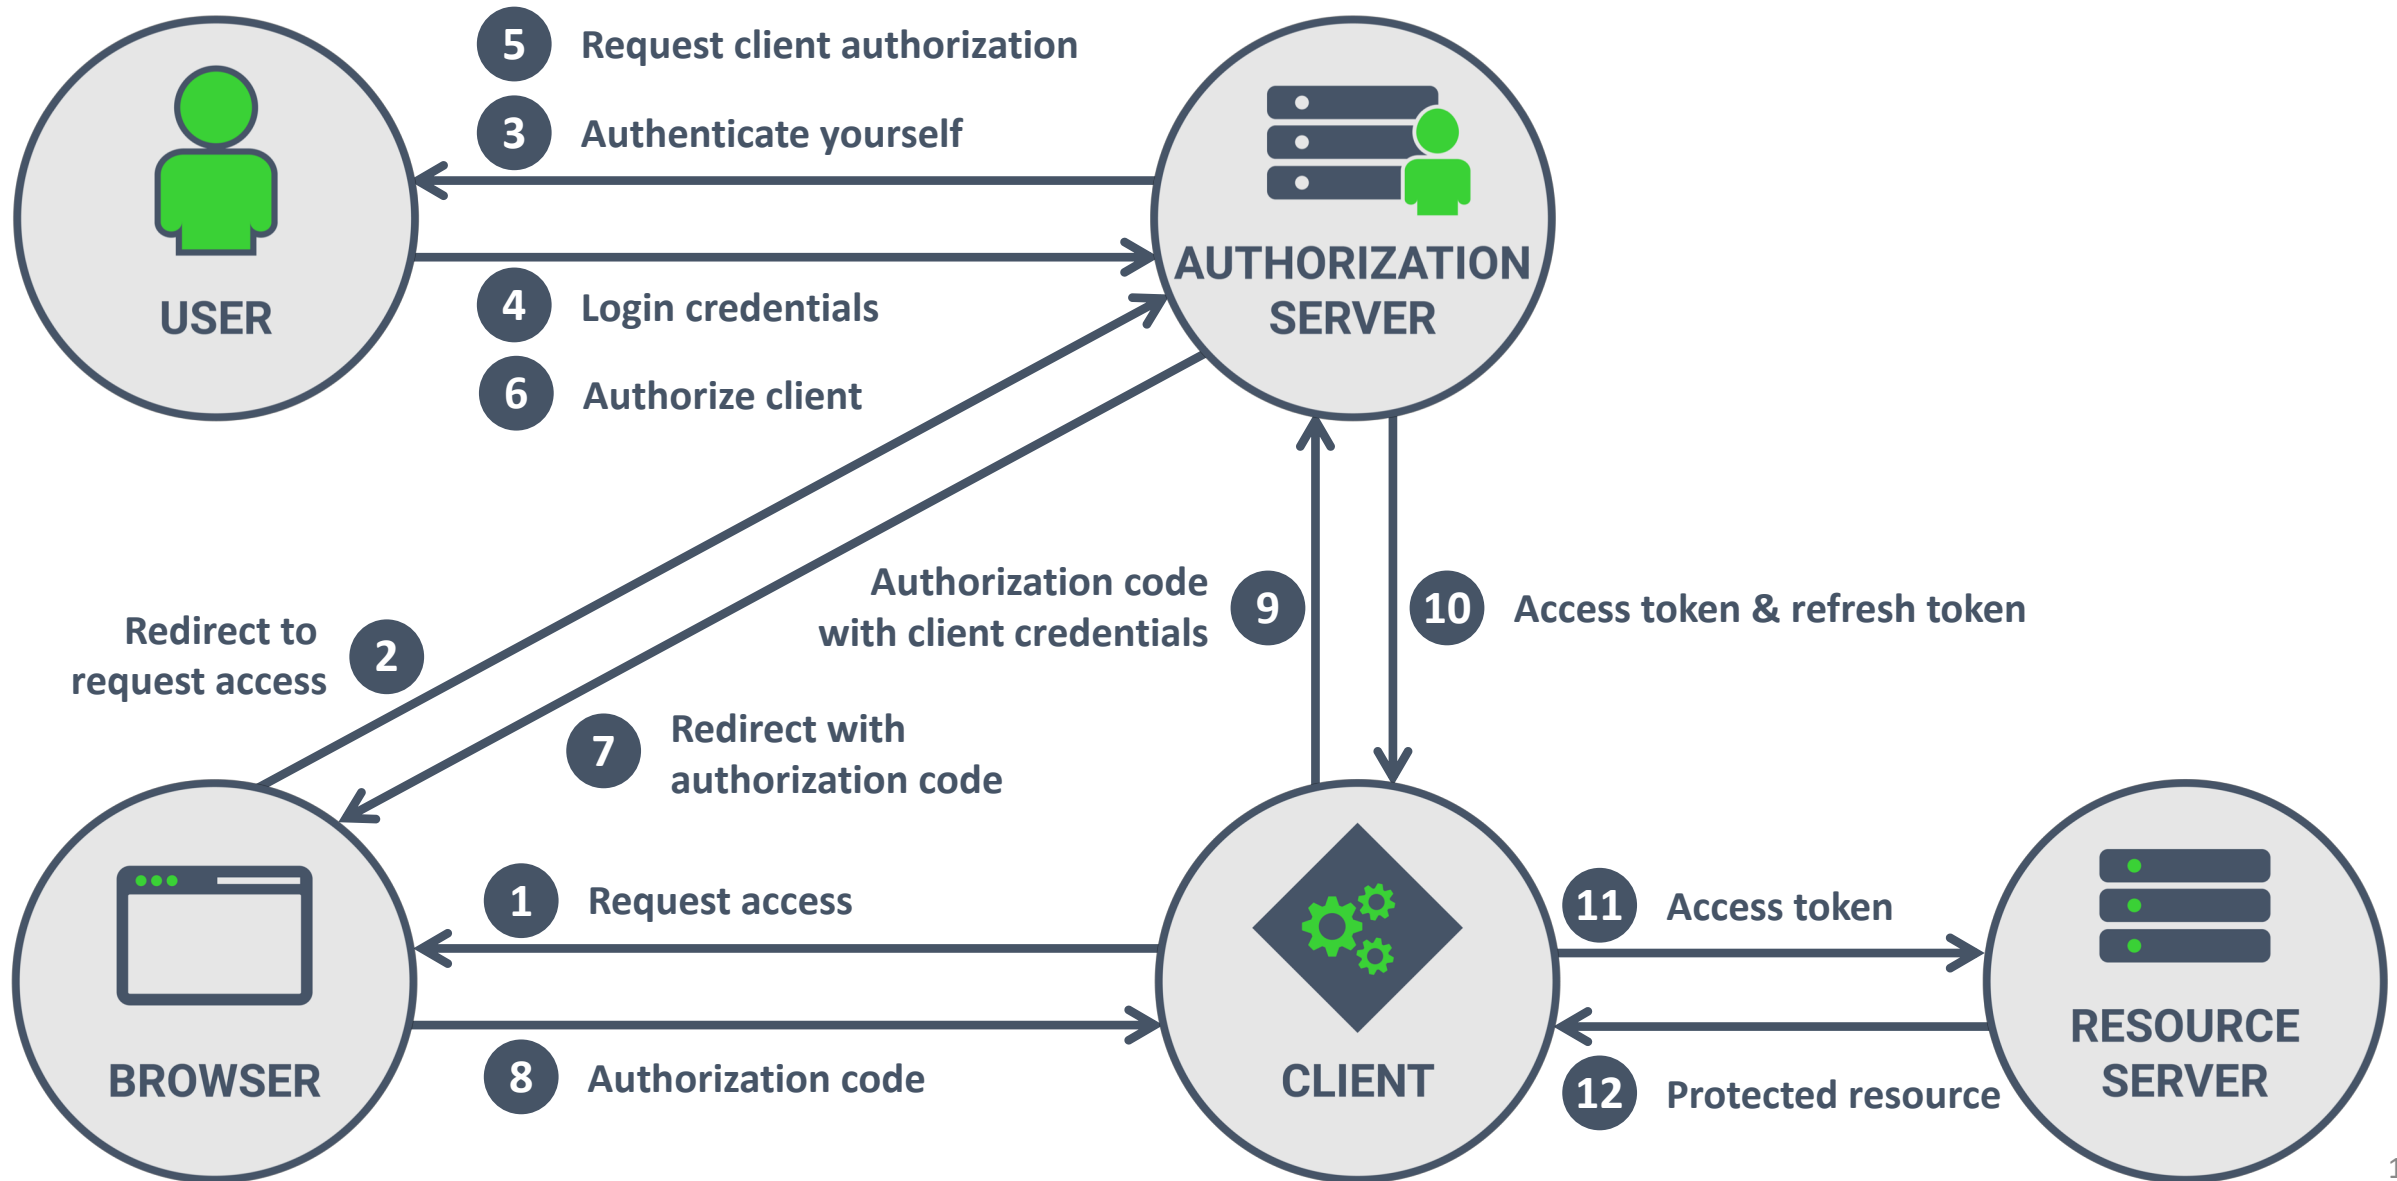 5 Request client authorization
3 Authenticate yourself
USER
AUTHORIZATION
SERVER
4 Login credentials
6 Authorize client
Redirect to
request access
2
Authorization code
with client credentials
9
10 Access token & refresh token
7
Redirect with
authorization code
1 Request access
8 Authorization code
BROWSER
CLIENT
11 Access token
12 Protected resource
RESOURCE
SERVER
1